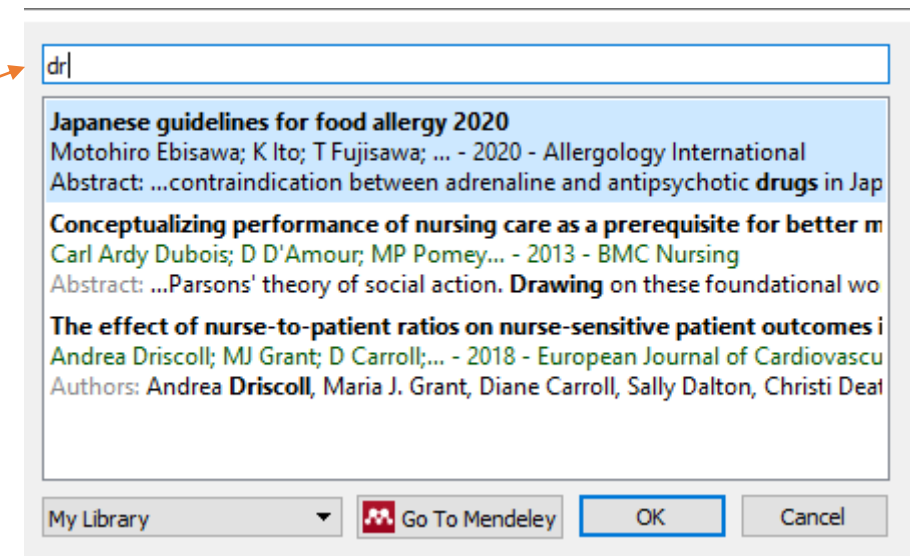 dr
Japanese guidelines for food allergy 2020
Motohiro Ebisawa; K Ito; T Fujisawa; ... - 2020 - Allergology International
Abstract: ...contraindication between adrenaline and antipsychotic drugs in Jap
Conceptualizing performance of nursing care as a prerequisite for better m
Carl Ardy Dubois; D D'Amour; MP Pomey... - 2013 - BMC Nursing
Abstract: ...Parsons' theory of social action. Drawing on these foundational wo
The effect of nurse-to-patient ratios on nurse-sensitive patient outcomes i
Andrea Driscoll; MJ Grant; D Carroll;... - 2018 - European Journal of Cardiovascu
Authors: Andrea Driscoll, Maria J. Grant, Diane Carroll, Sally Dalton, Christi Deat
My Library Go To Mendeley OK Cancel